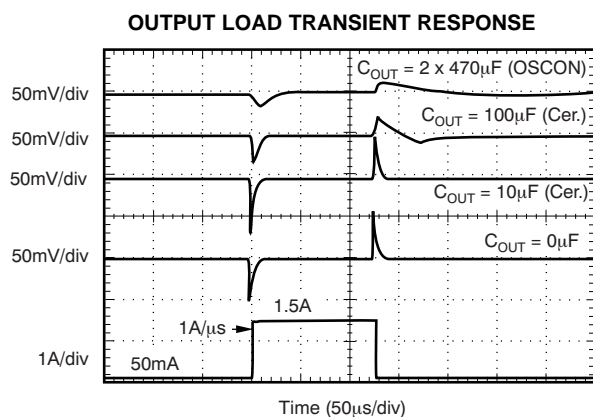 OUTPUT LOAD TRANSIENT RESPONSE
C_OUT = 2 x 470µF (OSCON)
50mV/div
C_OUT = 100µF (Cer.)
50mV/div
50mV/div
C_OUT = 10µF (Cer.)
50mV/div
C_OUT = 0µF
1.5A
1A/µs
1A/div
50mA
Time (50µs/div)